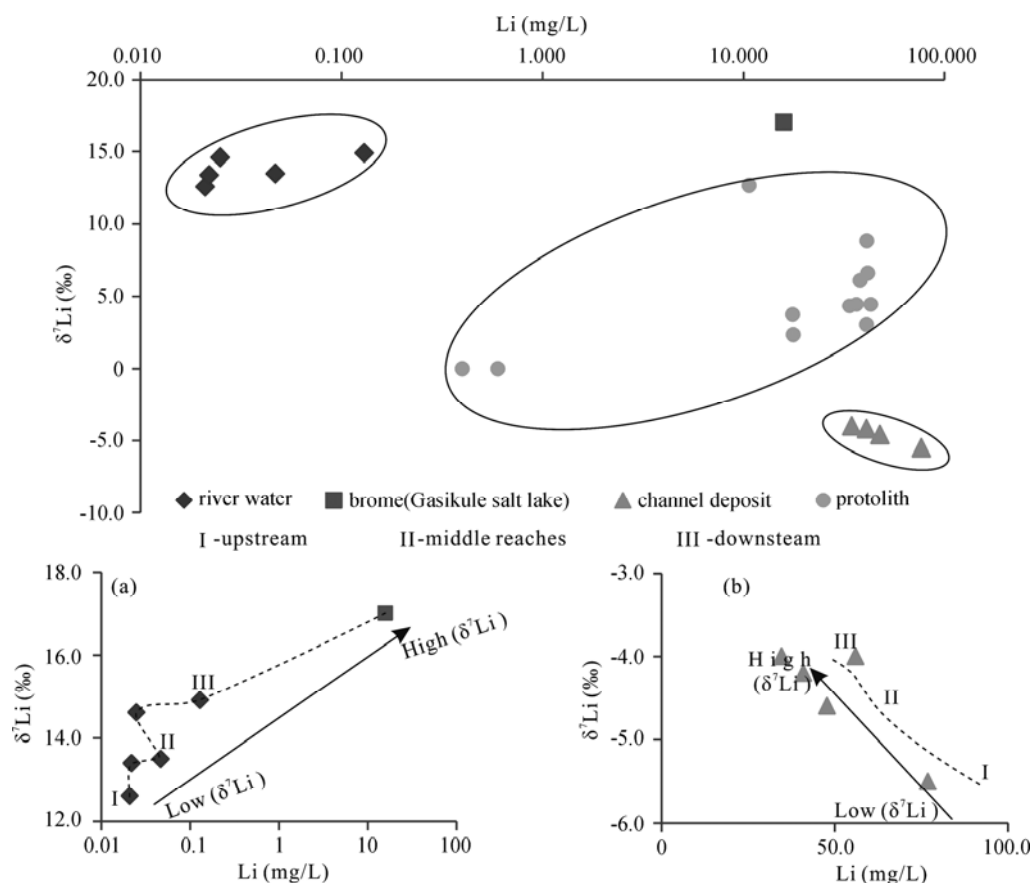 Li (mg/L)
0.010 0.100 1.000 10.000 100.000
20.0
15.0
10.0
5.0
0
-5.0
-10.0
δ⁷Li (‰)
river water brome(Gasikule salt lake) channel deposit protolith
I -upstream II-middle reaches III -downsteam
(a)
18.0
16.0
14.0
12.0
δ⁷Li (‰)
III
II
I
High (δ⁷Li)
Low (δ⁷Li)
0.01 0.1 1 10 100
Li (mg/L)
(b)
-3.0
-4.0
-5.0
-6.0
δ⁷Li (‰)
III
High
(δ⁷Li)
II
I
Low (δ⁷Li)
0 50.0 100.0
Li (mg/L)